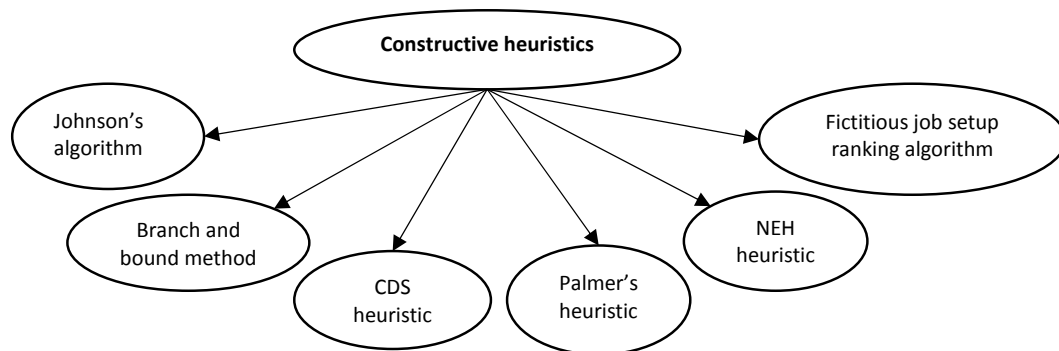 Constructive heuristics
Johnson’s
algorithm
Fictitious job setup
ranking algorithm
Branch and
bound method
NEH
heuristic
CDS
heuristic
Palmer’s
heuristic